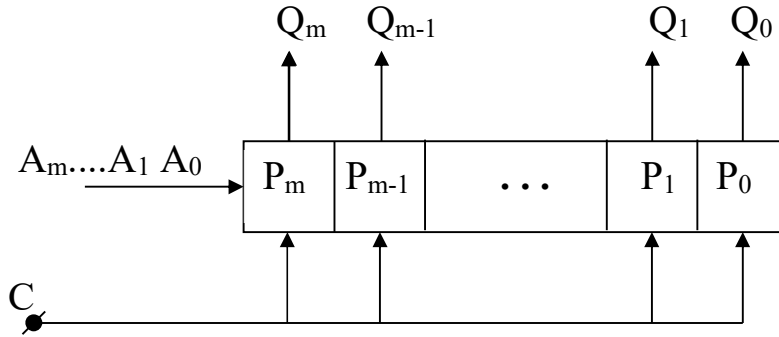 Qₘ Qₘ₋₁ Q₁ Q₀
Aₘ....A₁ A₀
Pₘ Pₘ₋₁ ... P₁ P₀
C